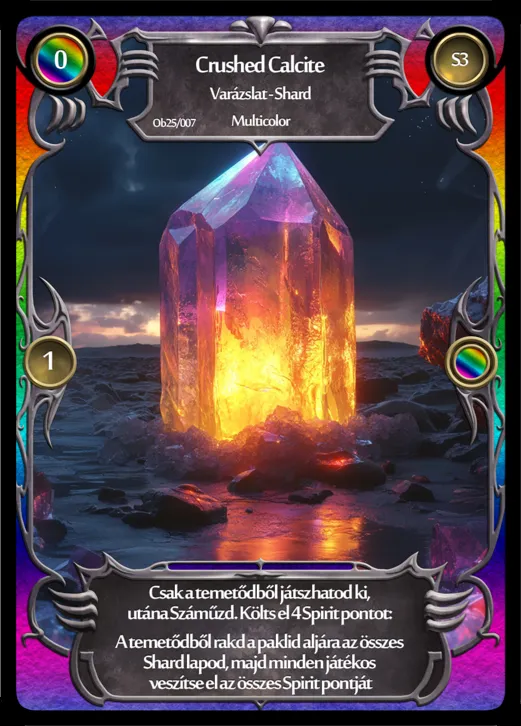 0
Crushed Calcite
S3
Varázslat - Shard
Ob25/007 Multicolor
1
Csak a temetődből játszhatod ki,
utána Száműzd. Költs el 4 Spirit pontot:
A temetődből rakd a paklid aljára az összes
Shard lapod, majd minden játékos
veszítse el az összes Spirit pontját